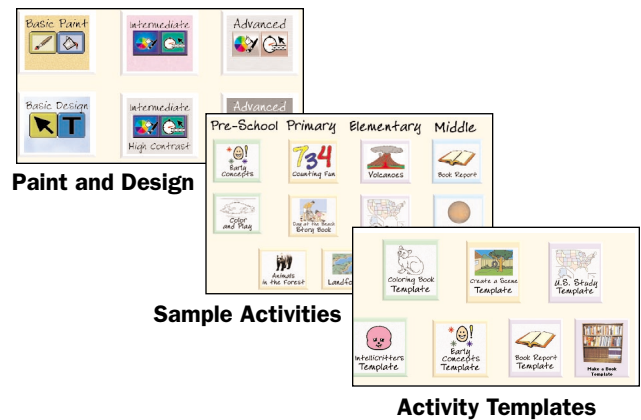 Basic Paint
Intermediate
Advanced
Basic Design
T
Intermediate
High Contrast
Advanced
Paint and Design
Pre-School Primary Elementary Middle
Early
Concepts
734
Counting Fun
Volcanoes
Book Report
Color
and Play
Day at the Beach
Story Book
Animals
in the Forest
Sample Activities
Coloring Book
Template
Create a Scene
Template
U.S. Study
Template
Intellicritters
Template
Early
Concepts
Template
Book Report
Template
Make a Book
Template
Activity Templates